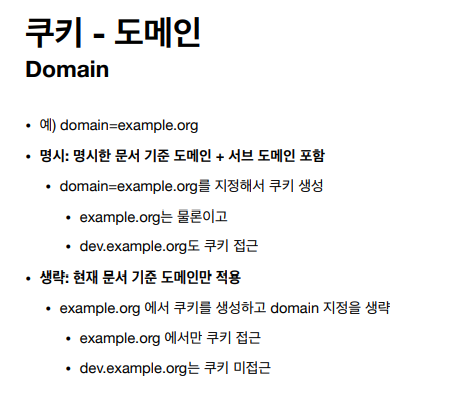 쿠키 - 도메인
Domain
• 예) domain=example.org
• 명시: 명시한 문서 기준 도메인 + 서브 도메인 포함
• domain=example.org를 지정해서 쿠키 생성
• example.org는 물론이고
• dev.example.org도 쿠키 접근
• 생략: 현재 문서 기준 도메인만 적용
• example.org 에서 쿠키를 생성하고 domain 지정을 생략
• example.org 에서만 쿠키 접근
• dev.example.org는 쿠키 미접근